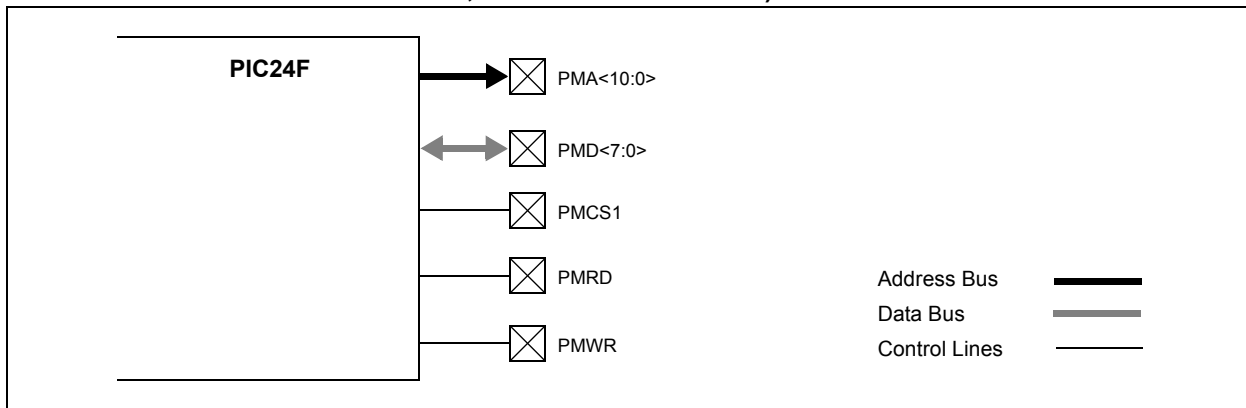 PIC24F
PMA<10:0>
PMD<7:0>
PMCS1
PMRD
PMWR
Address Bus
Data Bus
Control Lines